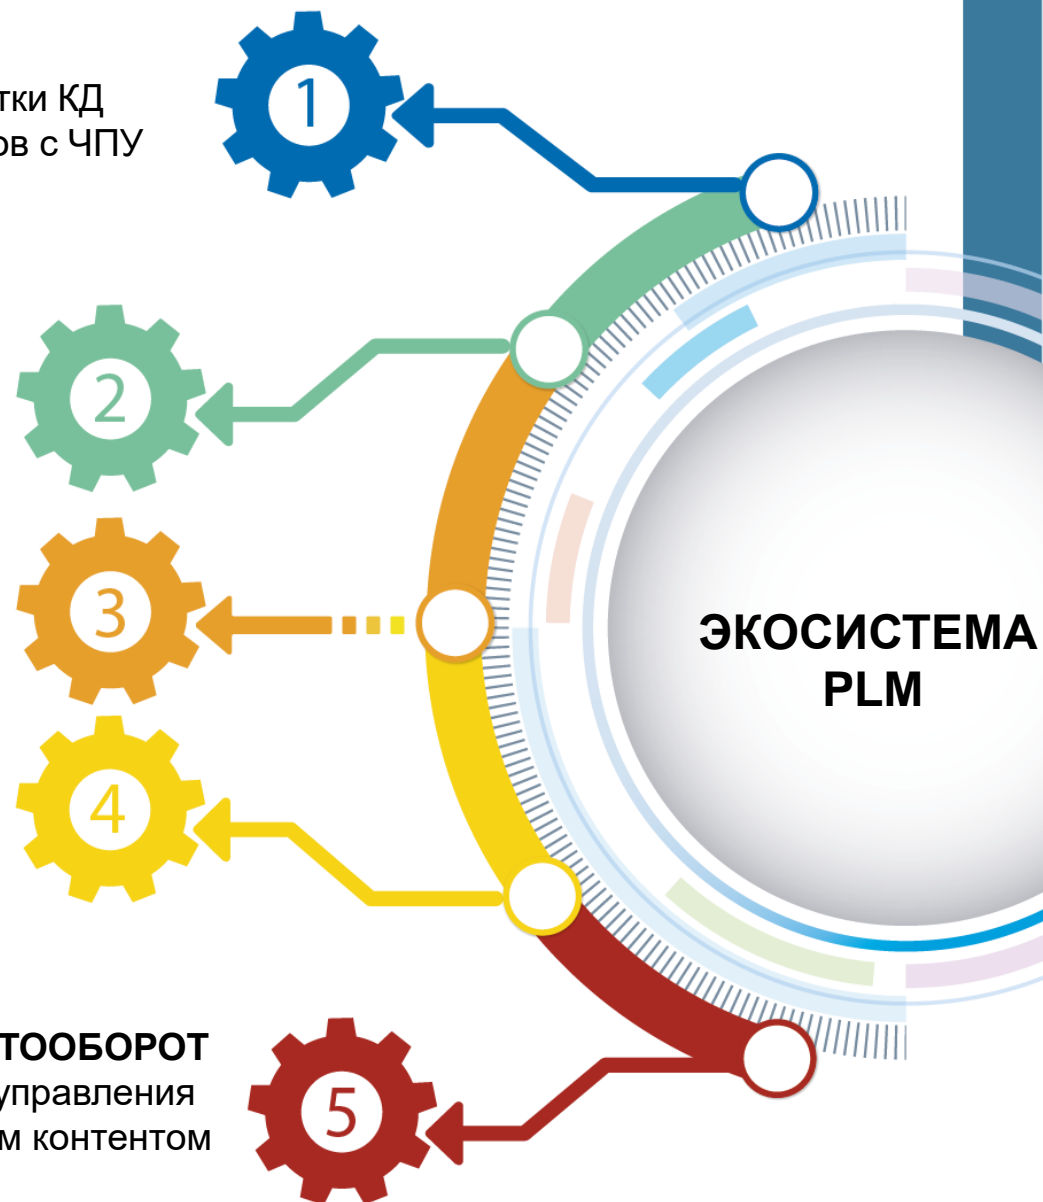 1
тки КД
ов с ЧПУ
2
3
ЭКОСИСТЕМА
PLM
4
ТООБОРОТ
управления
м контентом
5